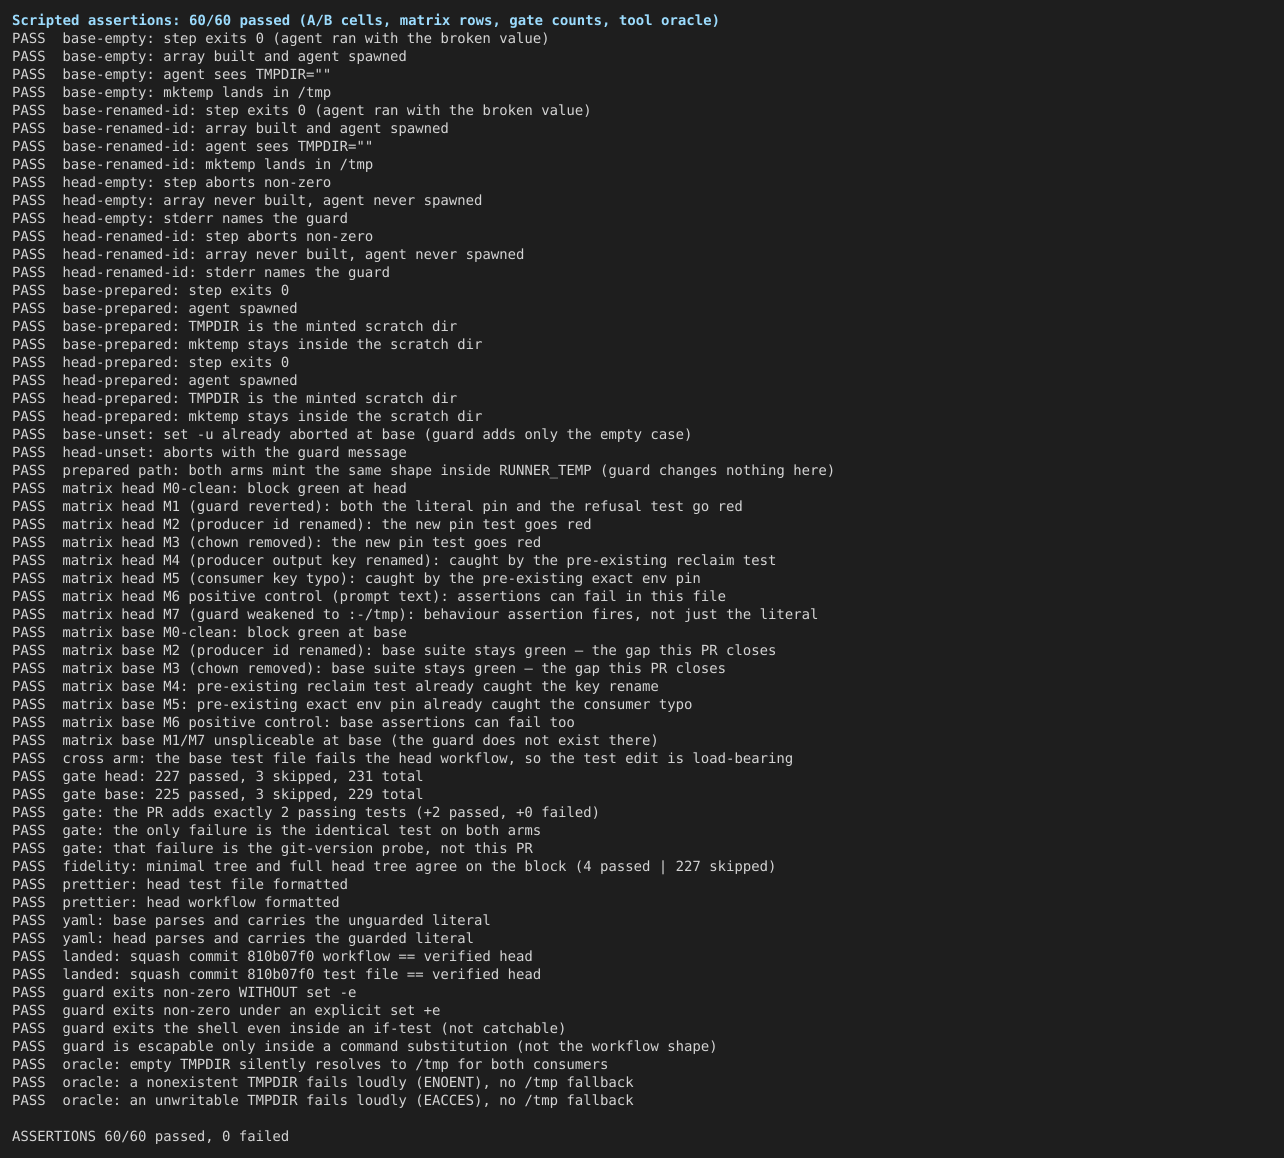 Scripted assertions: 60/60 passed (A/B cells, matrix rows, gate counts, tool oracle)
PASS  base-empty: step exits 0 (agent ran with the broken value)
PASS  base-empty: array built and agent spawned
PASS  base-empty: agent sees TMPDIR=""
PASS  base-empty: mktemp lands in /tmp
PASS  base-renamed-id: step exits 0 (agent ran with the broken value)
PASS  base-renamed-id: array built and agent spawned
PASS  base-renamed-id: agent sees TMPDIR=""
PASS  base-renamed-id: mktemp lands in /tmp
PASS  head-empty: step aborts non-zero
PASS  head-empty: array never built, agent never spawned
PASS  head-empty: stderr names the guard
PASS  head-renamed-id: step aborts non-zero
PASS  head-renamed-id: array never built, agent never spawned
PASS  head-renamed-id: stderr names the guard
PASS  base-prepared: step exits 0
PASS  base-prepared: agent spawned
PASS  base-prepared: TMPDIR is the minted scratch dir
PASS  base-prepared: mktemp stays inside the scratch dir
PASS  head-prepared: step exits 0
PASS  head-prepared: agent spawned
PASS  head-prepared: TMPDIR is the minted scratch dir
PASS  head-prepared: mktemp stays inside the scratch dir
PASS  base-unset: set -u already aborted at base (guard adds only the empty case)
PASS  head-unset: aborts with the guard message
PASS  prepared path: both arms mint the same shape inside RUNNER_TEMP (guard changes nothing here)
PASS  matrix head M0-clean: block green at head
PASS  matrix head M1 (guard reverted): both the literal pin and the refusal test go red
PASS  matrix head M2 (producer id renamed): the new pin test goes red
PASS  matrix head M3 (chown removed): the new pin test goes red
PASS  matrix head M4 (producer output key renamed): caught by the pre-existing reclaim test
PASS  matrix head M5 (consumer key typo): caught by the pre-existing exact env pin
PASS  matrix head M6 positive control (prompt text): assertions can fail in this file
PASS  matrix head M7 (guard weakened to :-/tmp): behaviour assertion fires, not just the literal
PASS  matrix base M0-clean: block green at base
PASS  matrix base M2 (producer id renamed): base suite stays green — the gap this PR closes
PASS  matrix base M3 (chown removed): base suite stays green — the gap this PR closes
PASS  matrix base M4: pre-existing reclaim test already caught the key rename
PASS  matrix base M5: pre-existing exact env pin already caught the consumer typo
PASS  matrix base M6 positive control: base assertions can fail too
PASS  matrix base M1/M7 unspliceable at base (the guard does not exist there)
PASS  cross arm: the base test file fails the head workflow, so the test edit is load-bearing
PASS  gate head: 227 passed, 3 skipped, 231 total
PASS  gate base: 225 passed, 3 skipped, 229 total
PASS  gate: the PR adds exactly 2 passing tests (+2 passed, +0 failed)
PASS  gate: the only failure is the identical test on both arms
PASS  gate: that failure is the git-version probe, not this PR
PASS  fidelity: minimal tree and full head tree agree on the block (4 passed | 227 skipped)
PASS  prettier: head test file formatted
PASS  prettier: head workflow formatted
PASS  yaml: base parses and carries the unguarded literal
PASS  yaml: head parses and carries the guarded literal
PASS  landed: squash commit 810b07f0 workflow == verified head
PASS  landed: squash commit 810b07f0 test file == verified head
PASS  guard exits non-zero WITHOUT set -e
PASS  guard exits non-zero under an explicit set +e
PASS  guard exits the shell even inside an if-test (not catchable)
PASS  guard is escapable only inside a command substitution (not the workflow shape)
PASS  oracle: empty TMPDIR silently resolves to /tmp for both consumers
PASS  oracle: a nonexistent TMPDIR fails loudly (ENOENT), no /tmp fallback
PASS  oracle: an unwritable TMPDIR fails loudly (EACCES), no /tmp fallback
ASSERTIONS 60/60 passed, 0 failed